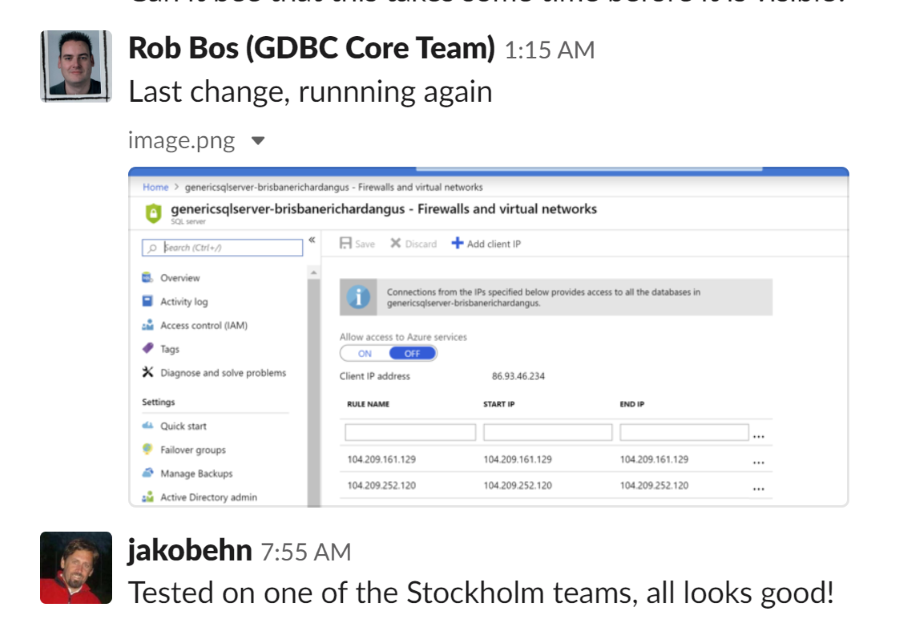 Rob Bos (GDBC Core Team) 1:15 AM
Last change, runnning again
image.png
Home > genericsqlserver-brisbanerichardangus - Firewalls and virtual networks
genericsqlserver-brisbanerichardangus - Firewalls and virtual networks
SQL server
Search (Ctrl+/)
«
Save Discard Add client IP
Overview
Activity log
Access control (IAM)
Tags
Diagnose and solve problems
Settings
Quick start
Failover groups
Manage Backups
Active Directory admin
Connections from the IPs specified below provides access to all the databases in
genericsqlserver-brisbanerichardangus.
Allow access to Azure services
ON OFF
Client IP address 86.93.46.234
RULE NAME START IP END IP
...
104.209.161.129 104.209.161.129 104.209.161.129 ...
104.209.252.120 104.209.252.120 104.209.252.120 ...
jakobehn 7:55 AM
Tested on one of the Stockholm teams, all looks good!